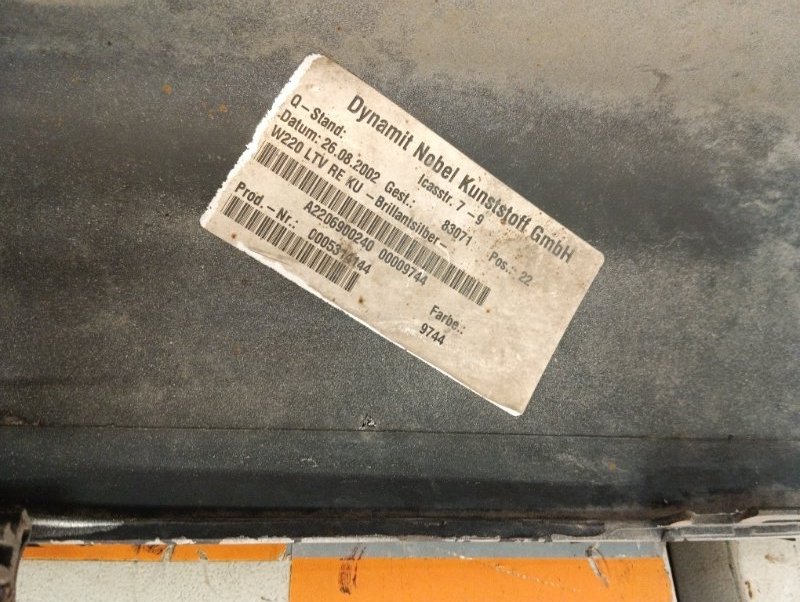 Dynamit Nobel Kunststoff GmbH
Icasstr. 7 - 9
Q - Stand:
Datum: 26.08.2002 Gest.: 83071 Pos.: 22
W220 LTV RE KU - Brillantsilber -
A2206900240 00009744
Prod. - Nr.: Farbe.:
9744